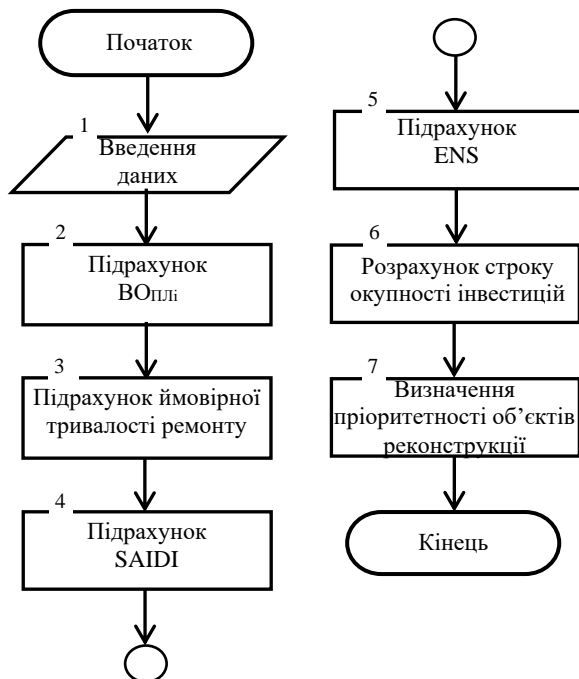 Початок
1
Введення
даних
2
Підрахунок
ВОПЛі
3
Підрахунок ймовірної
тривалості ремонту
4
Підрахунок
SAIDI
5
Підрахунок
ENS
6
Розрахунок строку
окупності інвестицій
7
Визначення
пріоритетності об’єктів
реконструкції
Кінець